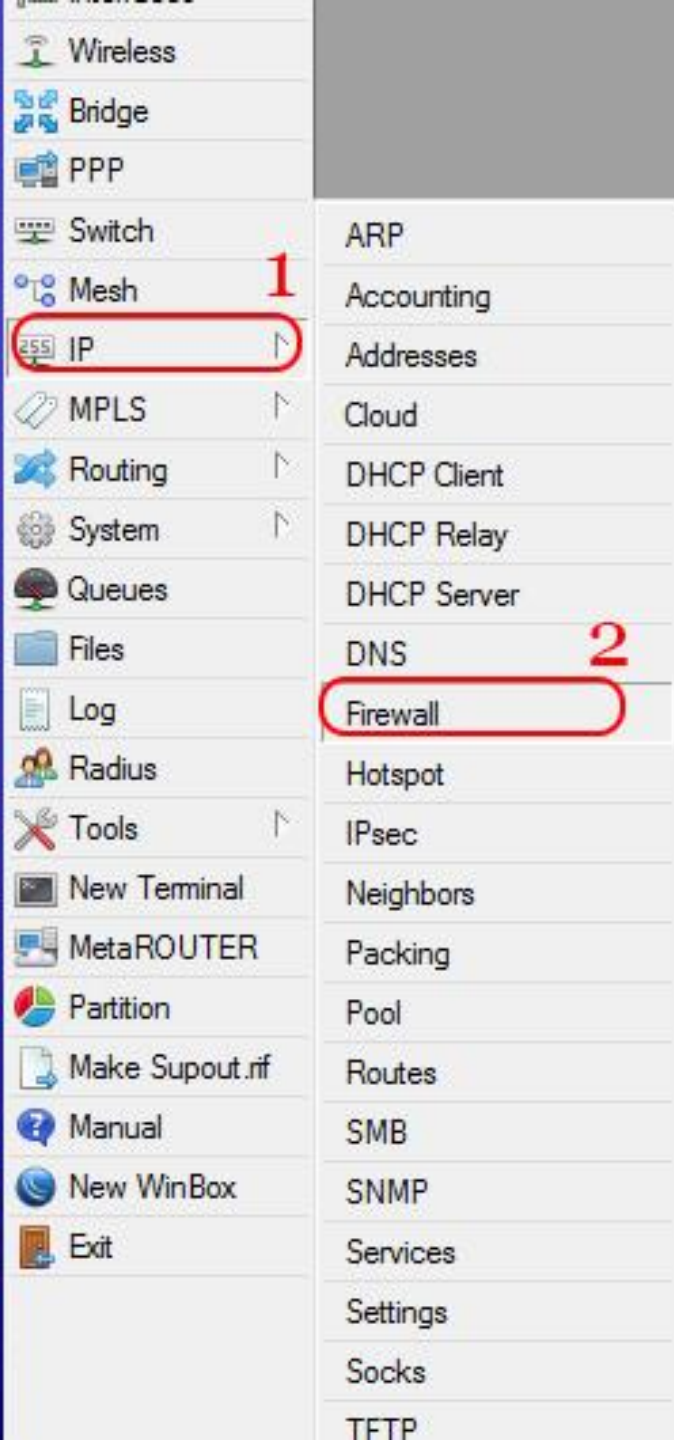 Wireless
Bridge
PPP
Switch
Mesh
1
255 IP
MPLS
Routing
System
Queues
Files
Log
Radius
Tools
New Terminal
MetaROUTER
Partition
Make Supout.rif
Manual
New WinBox
Exit
ARP
Accounting
Addresses
Cloud
DHCP Client
DHCP Relay
DHCP Server
DNS
2
Firewall
Hotspot
IPsec
Neighbors
Packing
Pool
Routes
SMB
SNMP
Services
Settings
Socks
TFTP